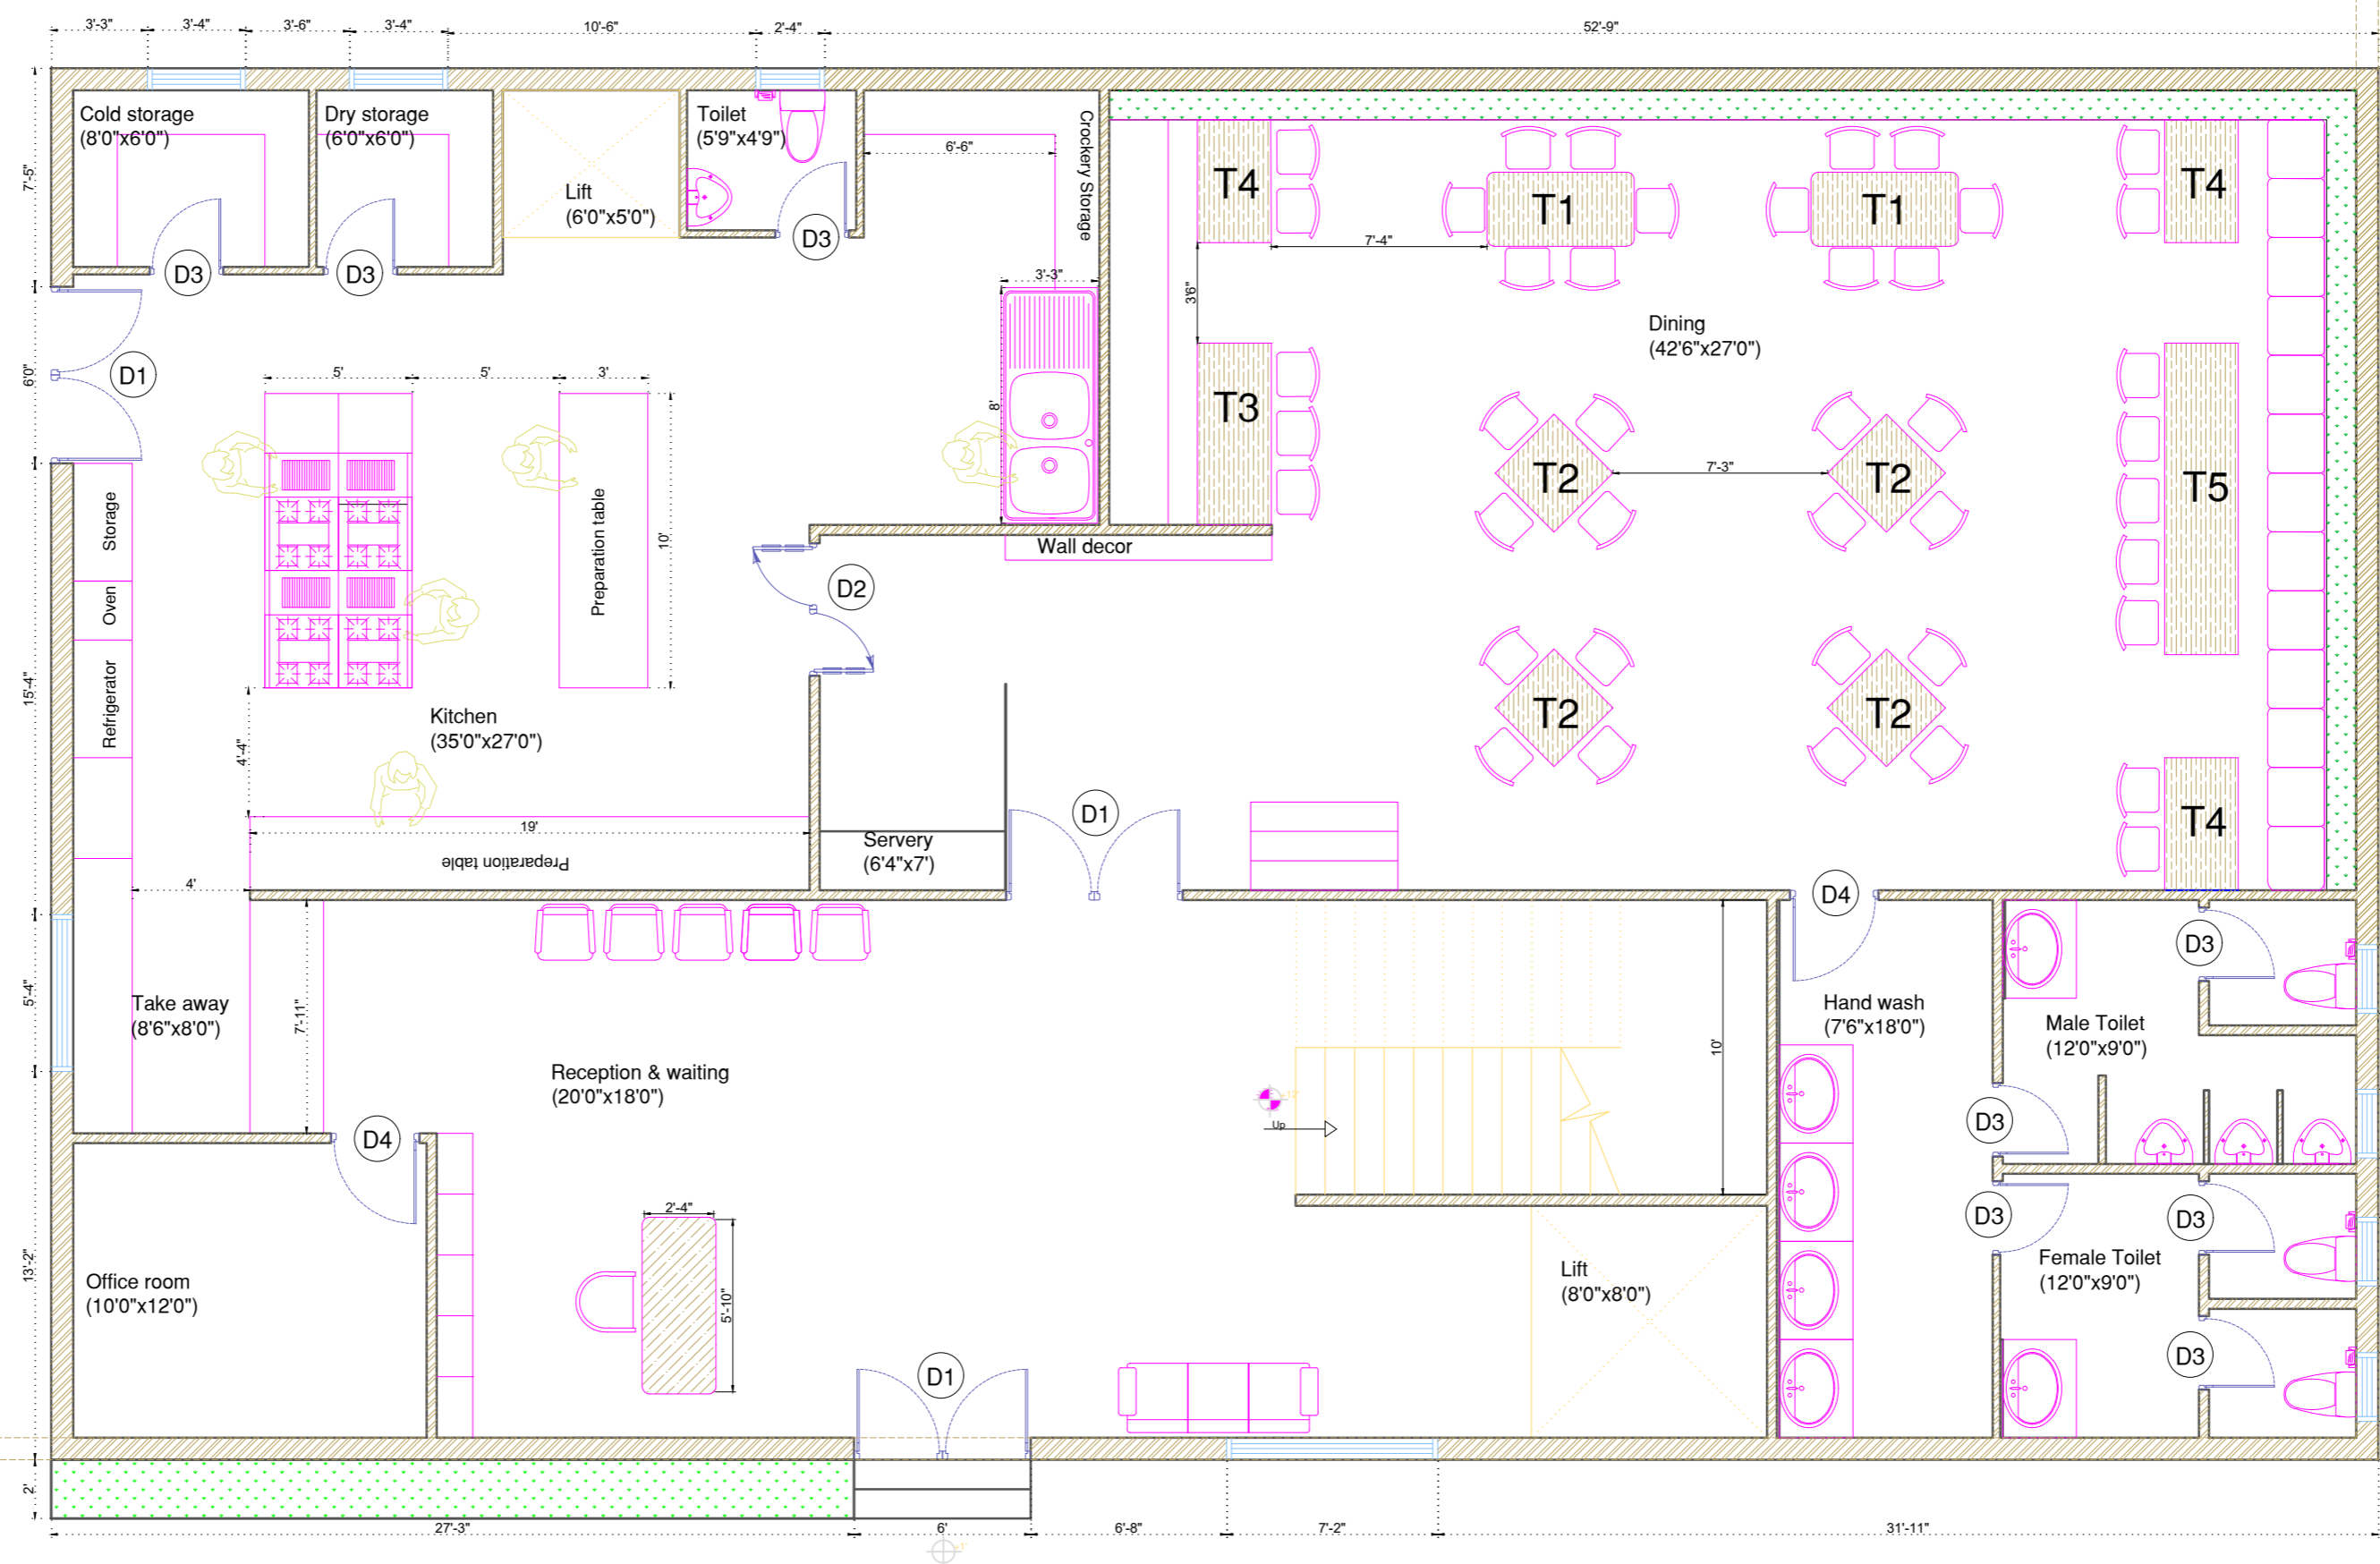 3'-3"
3'-4"
3'-6"
3'-4"
10'-6"
2'-4"
52'-9"
Cold storage
(8'0"x6'0")
Dry storage
(6'0"x6'0")
Lift
(6'0"x5'0")
Toilet
(5'9"x4'9")
6'-6"
Crockery Storage
7'-5"
D3
D3
D3
T4
T1
T1
T4
7'-4"
3'6"
3'-3"
8'
Dining
(42'6"x27'0")
6'0"
D1
5'
5'
3'
10'
Storage
Oven
Refrigerator
Preparation table
T3
T2
7'-3"
T2
T5
Wall decor
D2
15'-4"
Kitchen
(35'0"x27'0")
4'-4"
T2
T2
19'
Preparation table
Servery
(6'4"x7')
D1
T4
4'
D4
5'-4"
Take away
(8'6"x8'0")
7'-11"
Reception & waiting
(20'0"x18'0")
10'
12'
Up
Hand wash
(7'6"x18'0")
D3
Male Toilet
(12'0"x9'0")
D3
D4
D3
D3
Female Toilet
(12'0"x9'0")
D3
13'-2"
Office room
(10'0"x12'0")
2'-4"
5'-10"
Lift
(8'0"x8'0")
D1
2'
27'-3"
6'
6'-8"
7'-2"
31'-11"